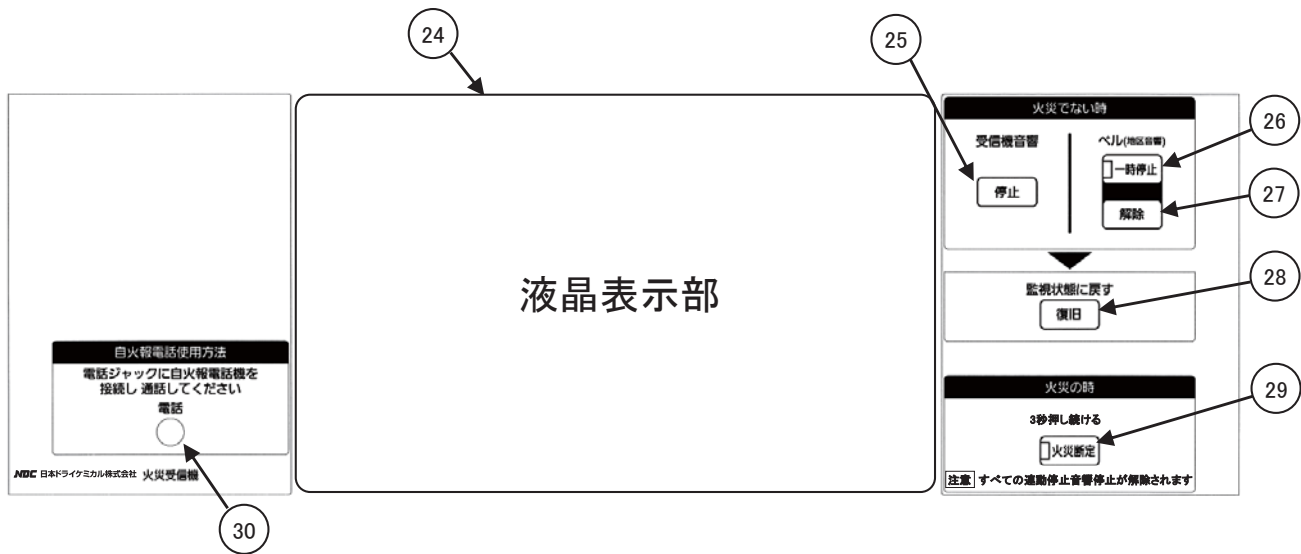 24
25
26
27
28
29
30
自火報電話使用方法
電話ジャックに自火報電話機を
接続し 通話してください
電話
NDC 日本ドライケミカル株式会社 火災受信機
液晶表示部
火災でない時
受信機音響
停止
ベル(地区音響)
一時停止
解除
監視状態に戻す
復旧
火災の時
3秒押し続ける
火災断定
注意 すべての連動停止音響停止が解除されます